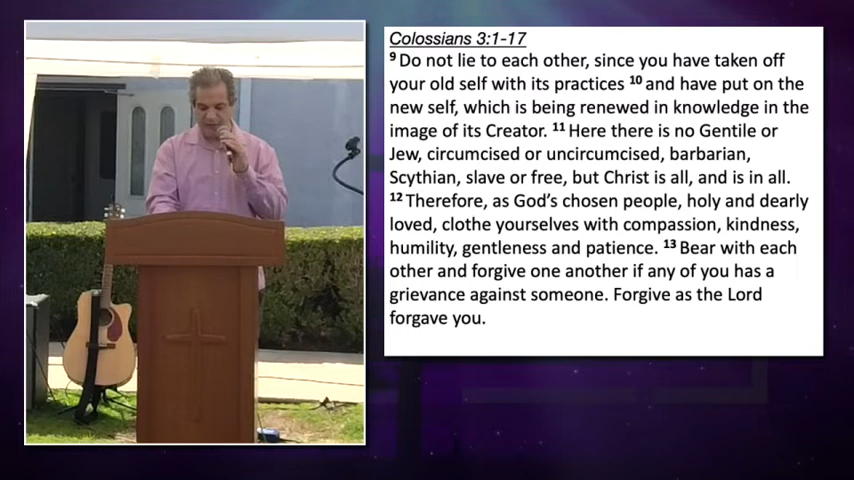 Colossians 3:1-17
⁹ Do not lie to each other, since you have taken off
your old self with its practices ¹⁰ and have put on the
new self, which is being renewed in knowledge in the
image of its Creator. ¹¹ Here there is no Gentile or
Jew, circumcised or uncircumcised, barbarian,
Scythian, slave or free, but Christ is all, and is in all.
¹² Therefore, as God’s chosen people, holy and dearly
loved, clothe yourselves with compassion, kindness,
humility, gentleness and patience. ¹³ Bear with each
other and forgive one another if any of you has a
grievance against someone. Forgive as the Lord
forgave you.